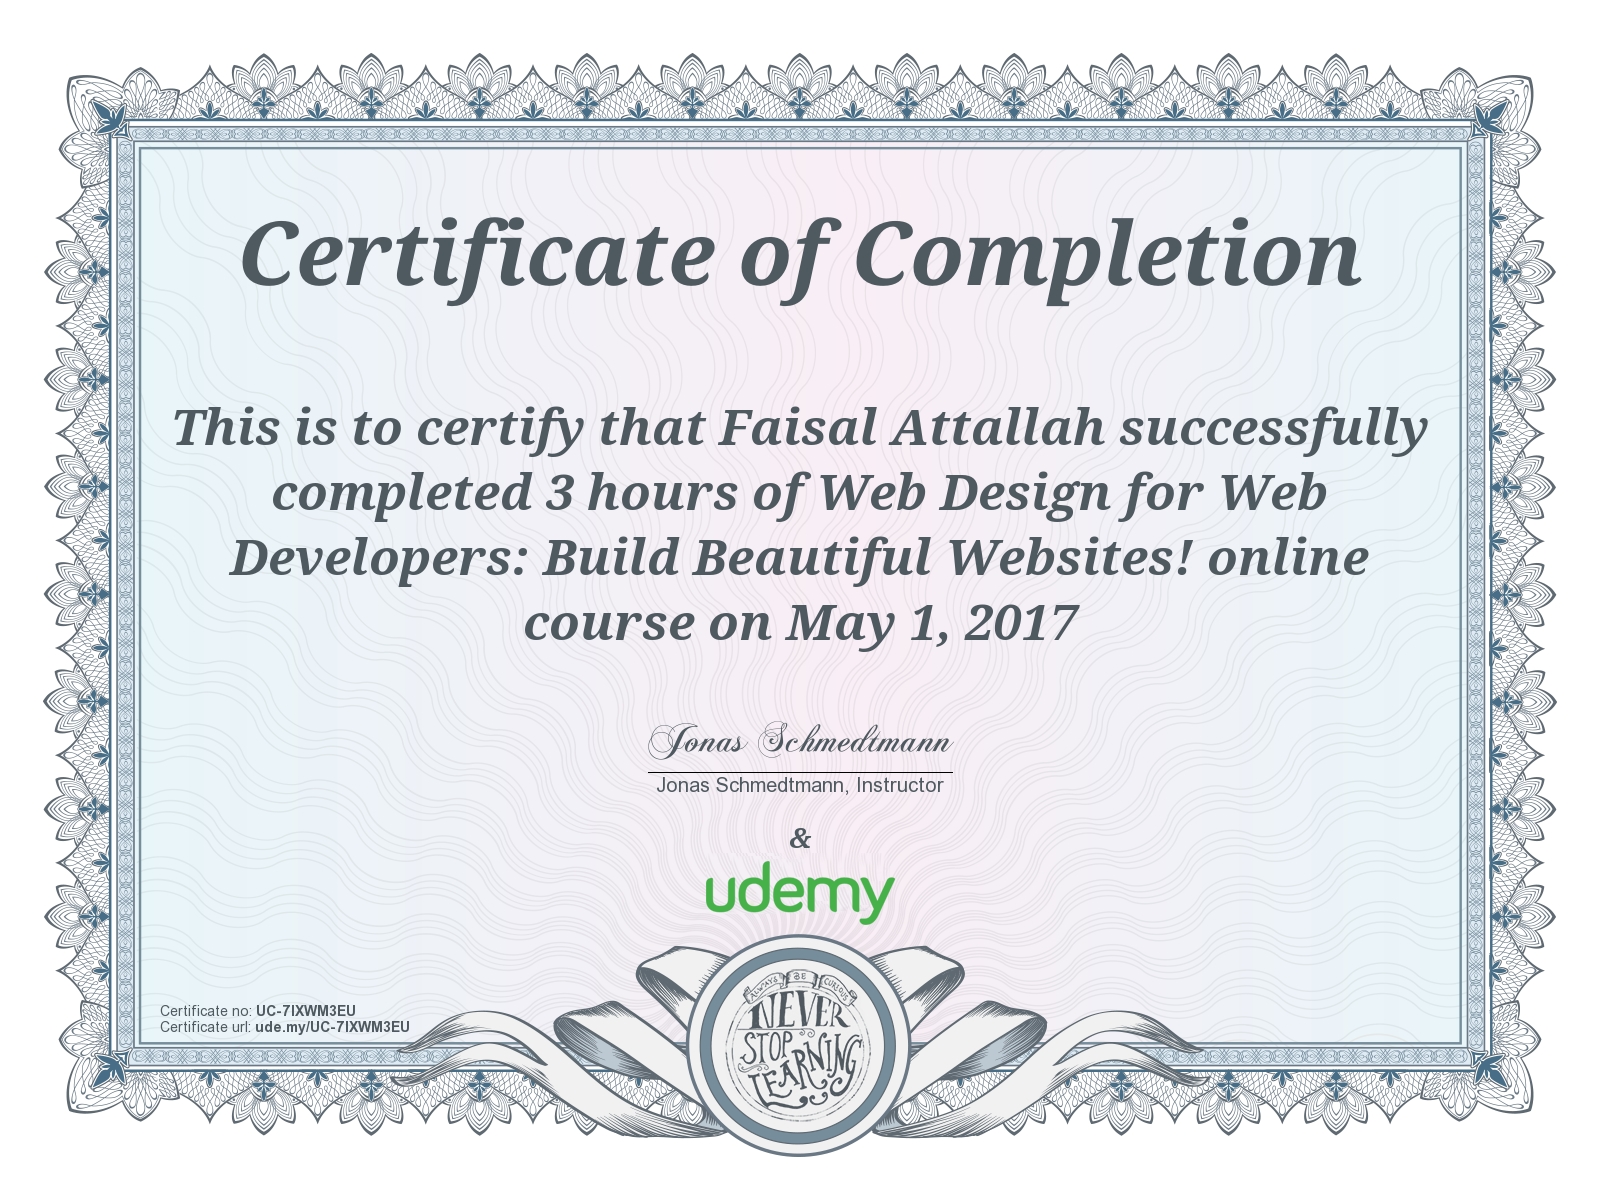 Certificate of Completion
This is to certify that Faisal Attallah successfully
completed 3 hours of Web Design for Web
Developers: Build Beautiful Websites! online
course on May 1, 2017
Jonas Schmedtmann
Jonas Schmedtmann, Instructor
&
udemy
Certificate no: UC-7IXWM3EU
Certificate url: ude.my/UC-7IXWM3EU
ALWAYS BE CURIOUS
NEVER
STOP
LEARNING